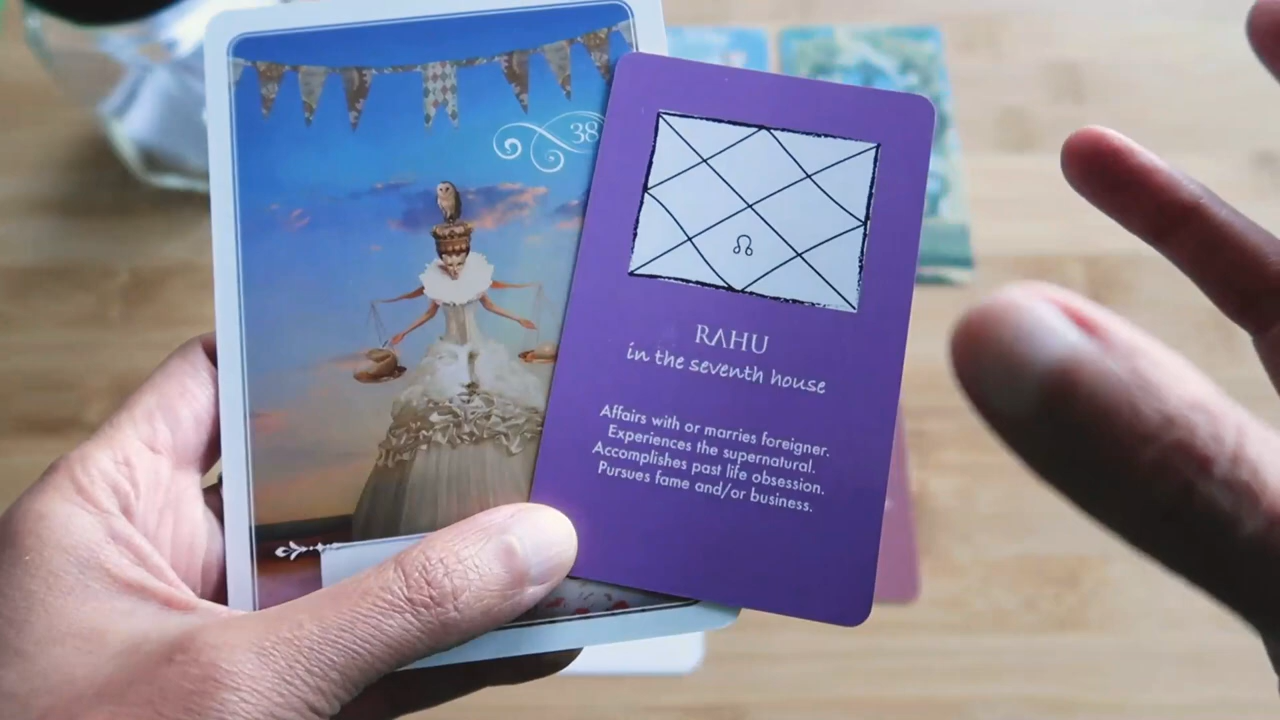 38
RAHU
in the seventh house
Affairs with or marries foreigner.
Experiences the supernatural.
Accomplishes past life obsession.
Pursues fame and/or business.